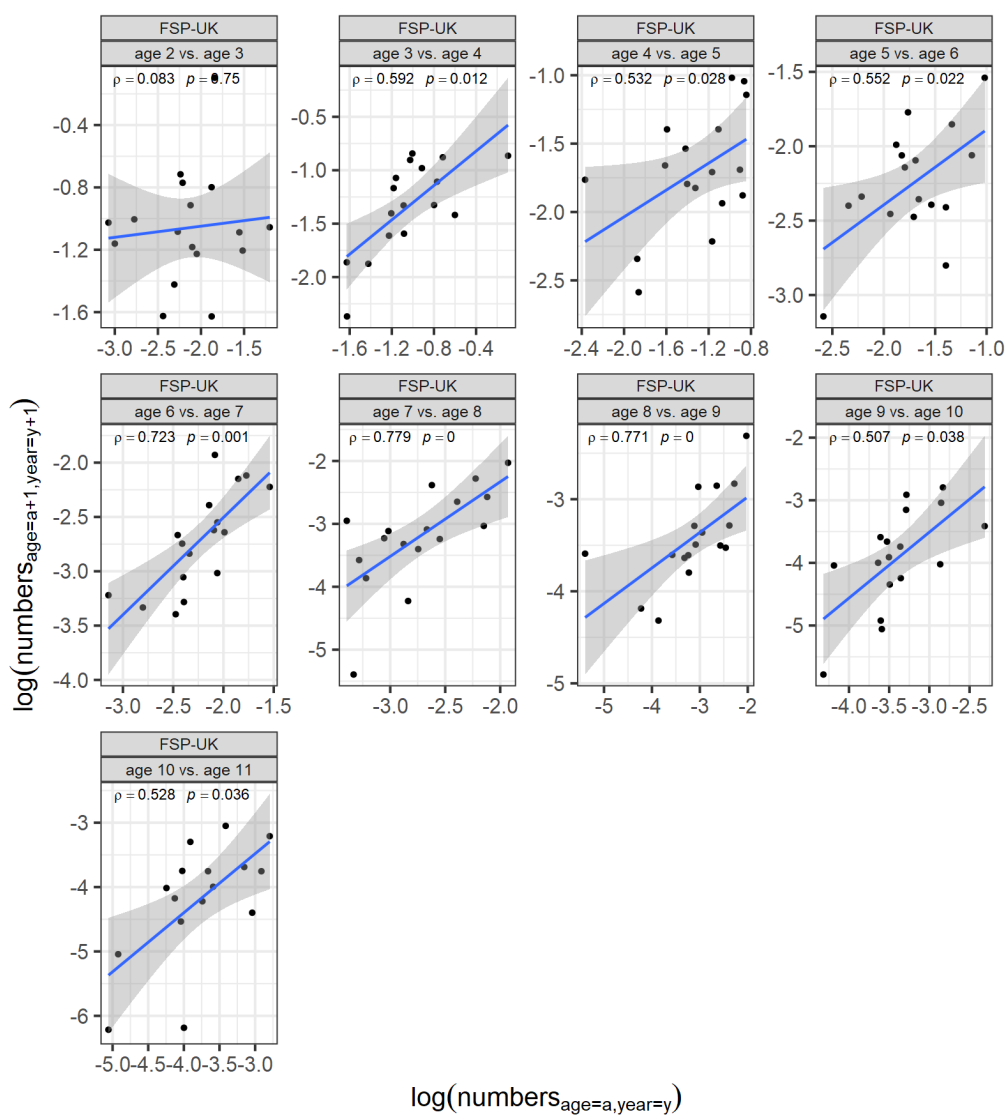 FSP-UK FSP-UK FSP-UK FSP-UK
age 2 vs. age 3 age 3 vs. age 4 age 4 vs. age 5 age 5 vs. age 6
ρ = 0.083 p = 0.75 ρ = 0.592 p = 0.012 ρ = 0.532 p = 0.028 ρ = 0.552 p = 0.022
-0.4
-0.8
-1.2
-1.6
-0.5
-1.0
-1.5
-2.0
-1.0
-1.5
-2.0
-2.5
-1.5
-2.0
-2.5
-3.0
-3.0 -2.5 -2.0 -1.5 -1.6 -1.2 -0.8 -0.4 -2.4 -2.0 -1.6 -1.2 -0.8 -2.5 -2.0 -1.5 -1.0
FSP-UK FSP-UK FSP-UK FSP-UK
age 6 vs. age 7 age 7 vs. age 8 age 8 vs. age 9 age 9 vs. age 10
ρ = 0.723 p = 0.001 ρ = 0.779 p = 0 ρ = 0.771 p = 0 ρ = 0.507 p = 0.038
-2.0
-2.5
-3.0
-3.5
-4.0
-2
-3
-4
-5
-3
-4
-5
-2
-3
-4
-5
-3.0 -2.5 -2.0 -1.5 -3.0 -2.5 -2.0 -5 -4 -3 -2 -4.0 -3.5 -3.0 -2.5
FSP-UK
age 10 vs. age 11
ρ = 0.528 p = 0.036
-3
-4
-5
-6
-5.0 -4.5 -4.0 -3.5 -3.0
log(numbers age=a+1,year=y+1)
log(numbers age=a,year=y)